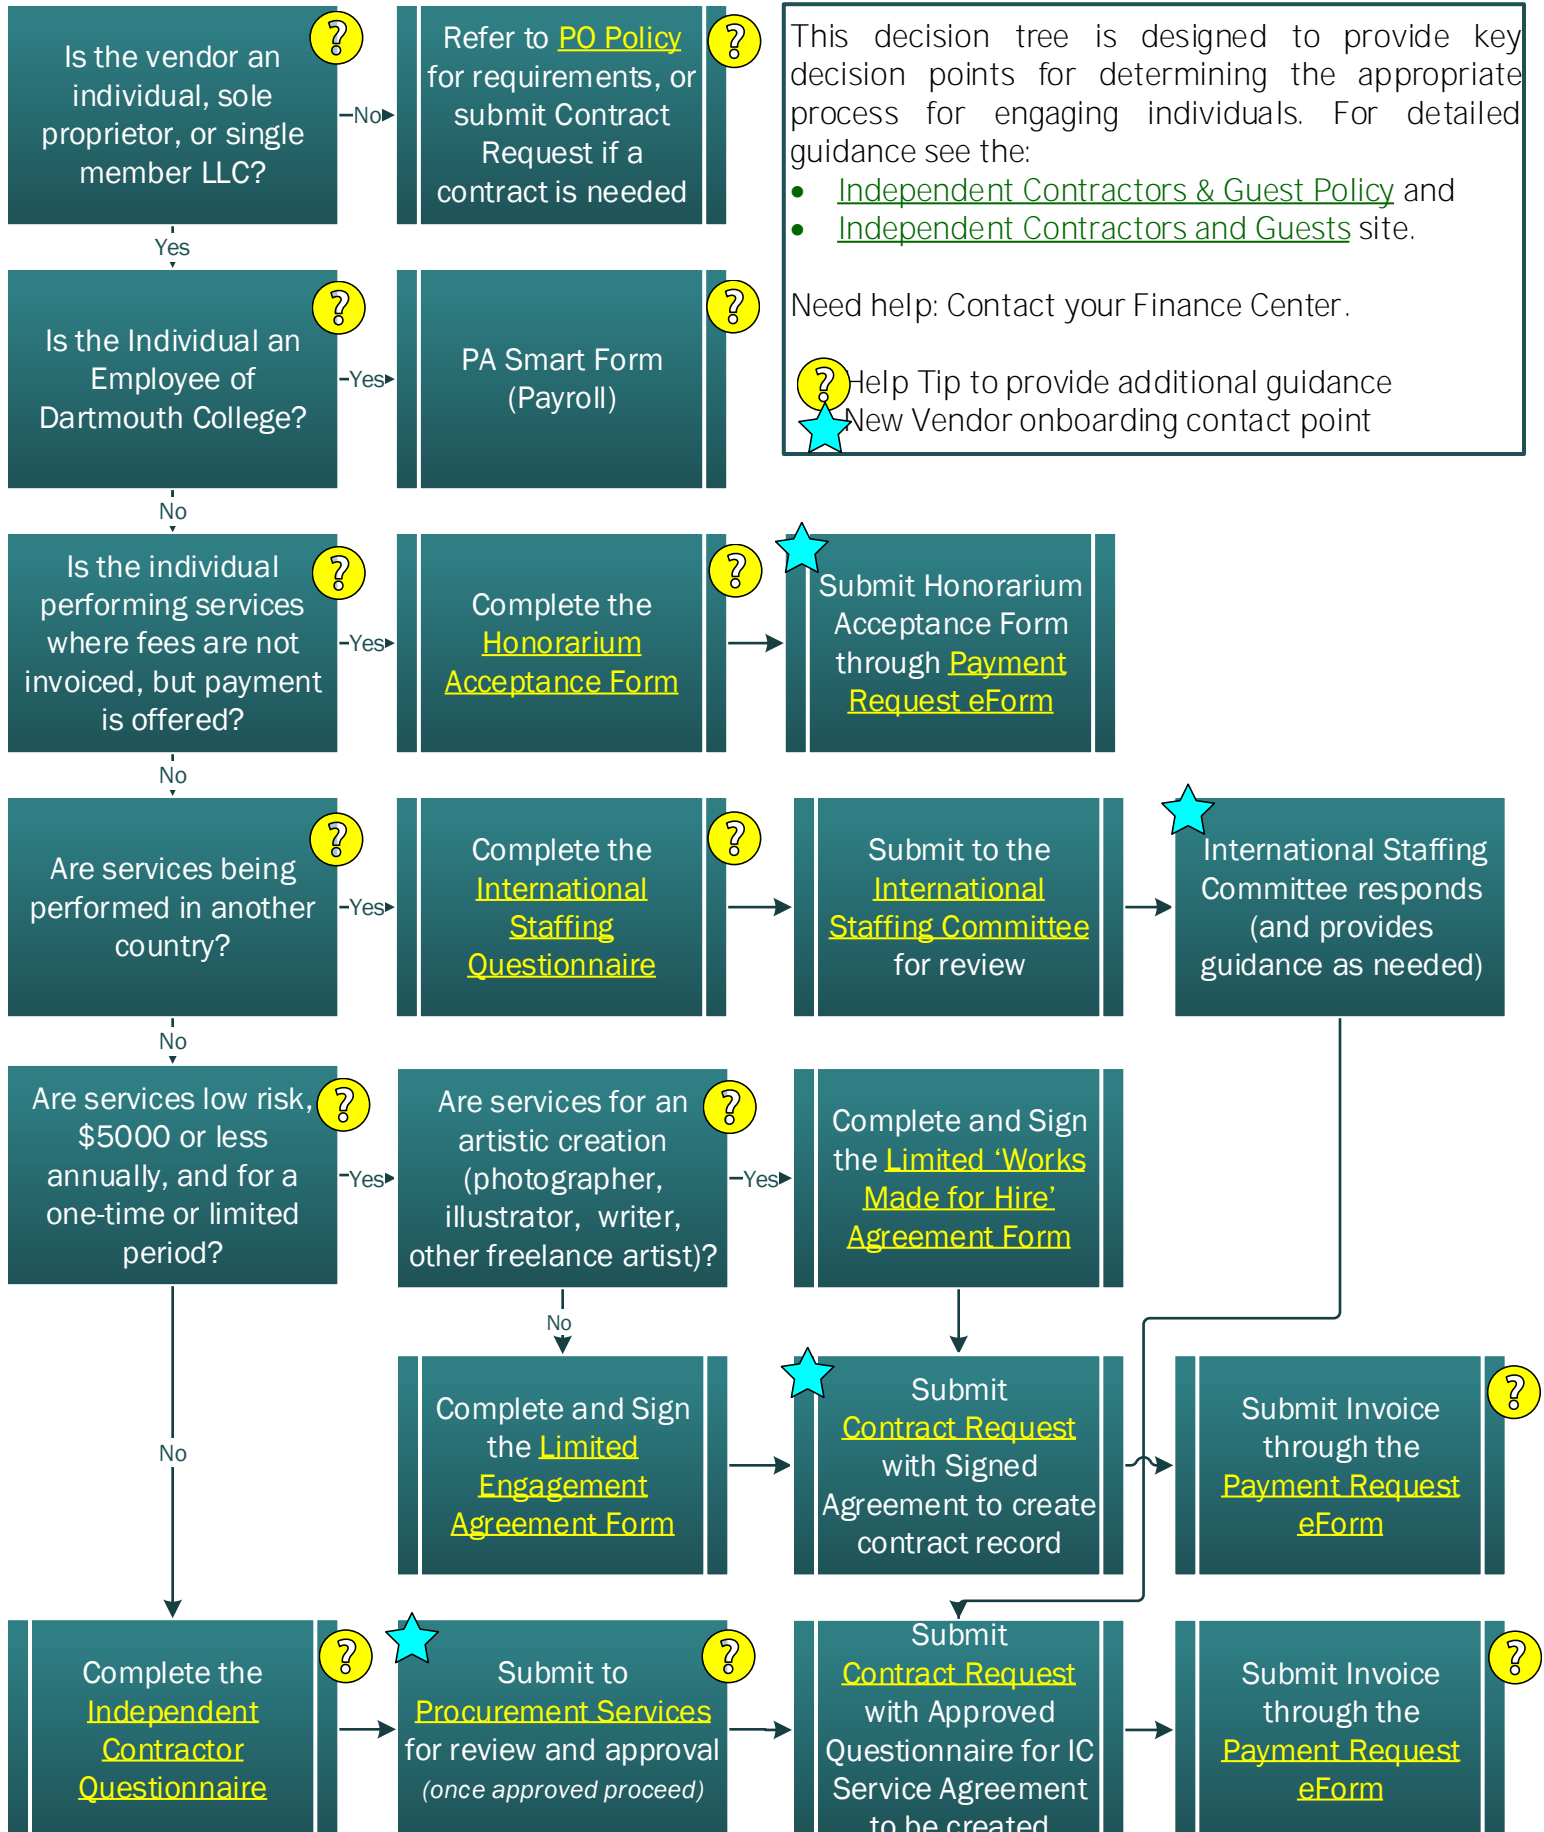 Is the vendor an
individual, sole
proprietor, or single
member LLC?
?
No
Refer to PO Policy
for requirements, or
submit Contract
Request if a
contract is needed
?
This decision tree is designed to provide key
decision points for determining the appropriate
process for engaging individuals. For detailed
guidance see the:
• Independent Contractors & Guest Policy and
• Independent Contractors and Guests site.
Need help: Contact your Finance Center.
? Help Tip to provide additional guidance
New Vendor onboarding contact point
Yes
Is the Individual an
Employee of
Dartmouth College?
?
Yes
PA Smart Form
(Payroll)
?
No
Is the individual
performing services
where fees are not
invoiced, but payment
is offered?
?
Yes
Complete the
Honorarium
Acceptance Form
?
Submit Honorarium
Acceptance Form
through Payment
Request eForm
No
Are services being
performed in another
country?
?
Yes
Complete the
International
Staffing
Questionnaire
?
Submit to the
International
Staffing Committee
for review
International Staffing
Committee responds
(and provides
guidance as needed)
No
Are services low risk,
$5000 or less
annually, and for a
one-time or limited
period?
?
Yes
Are services for an
artistic creation
(photographer,
illustrator, writer,
other freelance artist)?
?
Yes
Complete and Sign
the Limited ‘Works
Made for Hire’
Agreement Form
No
No
Complete and Sign
the Limited
Engagement
Agreement Form
Submit
Contract Request
with Signed
Agreement to create
contract record
Submit Invoice
through the
Payment Request
eForm
?
Complete the
Independent
Contractor
Questionnaire
?
Submit to
Procurement Services
for review and approval
(once approved proceed)
?
Submit
Contract Request
with Approved
Questionnaire for IC
Service Agreement
to be created
Submit Invoice
through the
Payment Request
eForm
?